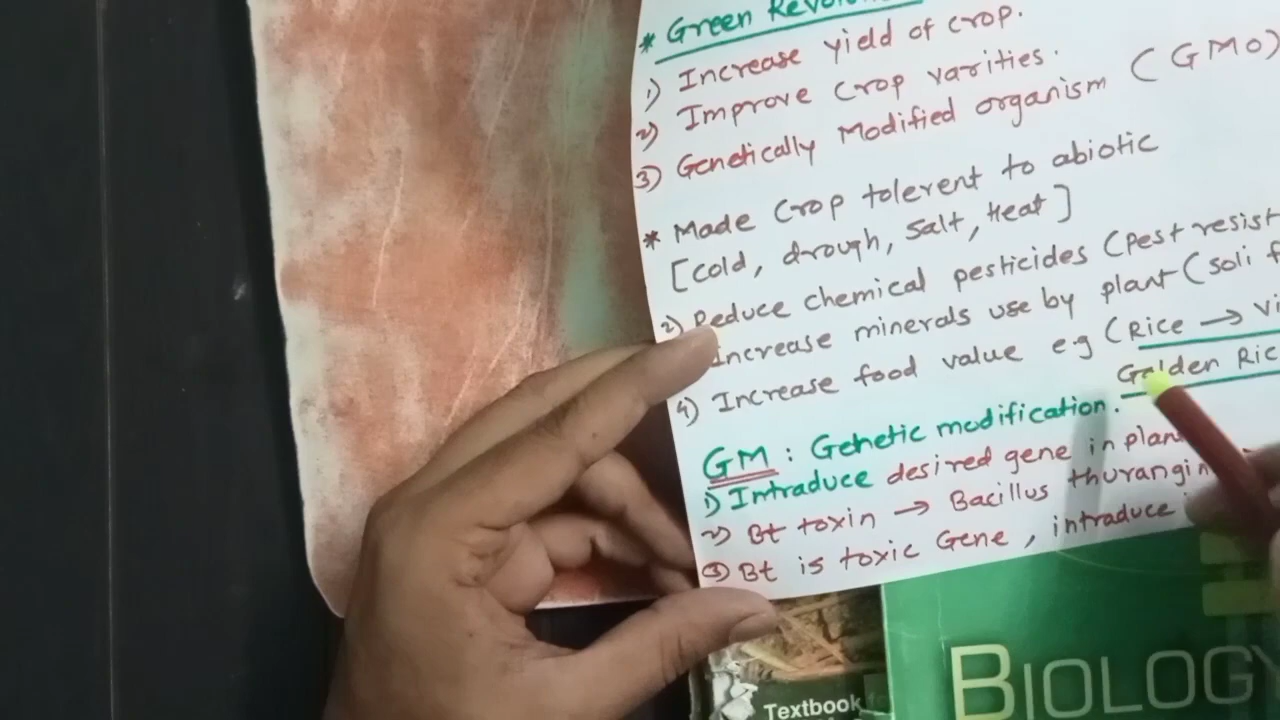 * Green
1) Increase yield of crop.
2) Improve crop varities.
3) Genetically Modified organism (GMO)
* Made Crop tolerent to abiotic
[cold, drough, salt, Heat]
2) Reduce chemical pesticides (pest resist
Increase minerals use by plant (soli f
4) Increase food value eg (Rice → Vi
Golden Ric
GM : Genetic modification.
1) Intraduce desired gene in plan
2) Bt toxin → Bacillus thurangin
3) Bt is toxic Gene, intraduce
BIOLOGY
Textbook